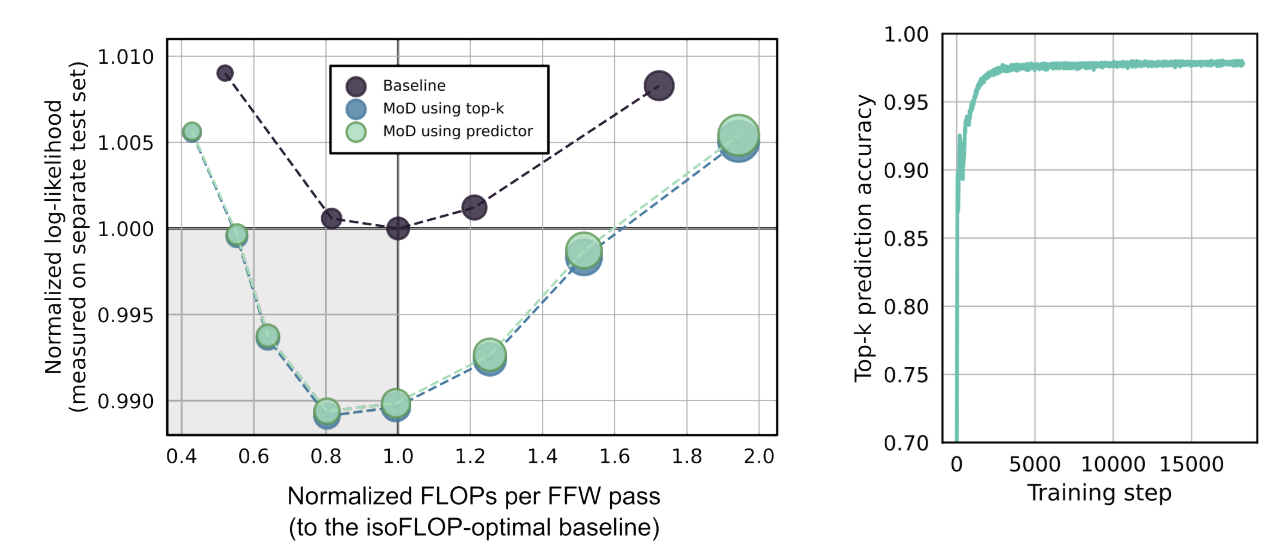 Normalized log-likelihood
(measured on separate test set)
1.010
1.005
1.000
0.995
0.990
Baseline
MoD using top-k
MoD using predictor
0.4 0.6 0.8 1.0 1.2 1.4 1.6 1.8 2.0
Normalized FLOPs per FFW pass
(to the isoFLOP-optimal baseline)
Top-k prediction accuracy
1.00
0.95
0.90
0.85
0.80
0.75
0.70
0 5000 10000 15000
Training step